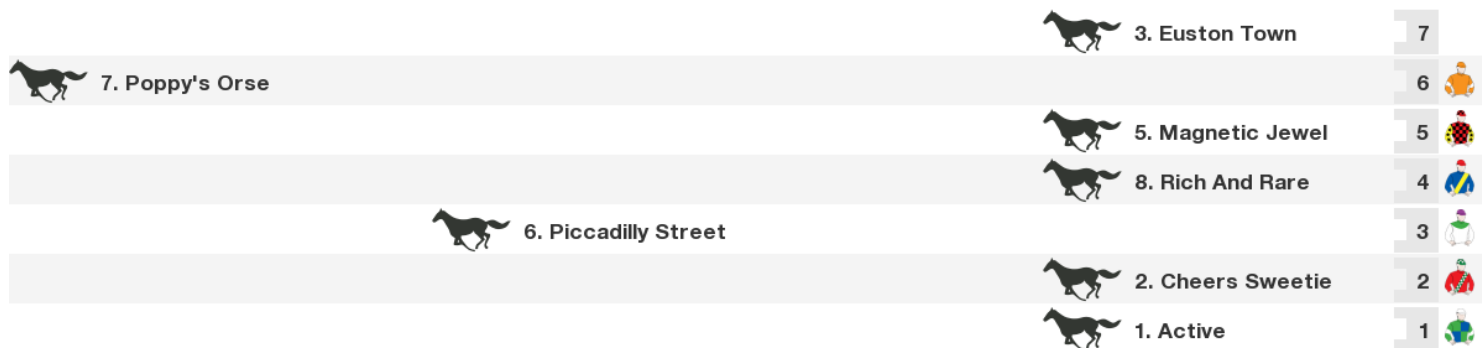 3. Euston Town 7
7. Poppy's Orse 6
5. Magnetic Jewel 5
8. Rich And Rare 4
6. Piccadilly Street 3
2. Cheers Sweetie 2
1. Active 1